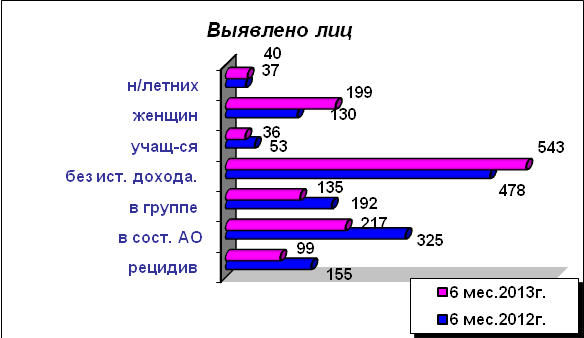 Выявлено лиц
40
н/летних
37
199
женщин
130
36
учащ-ся
53
543
без ист. дохода.
478
135
в группе
192
217
в сост. АО
325
99
рецидив
155
6 мес.2013г.
6 мес.2012г.